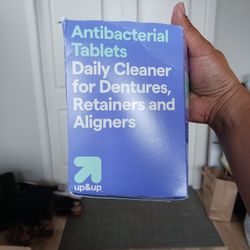 Antibacterial
Tablets
Daily Cleaner
for Dentures,
Retainers and
Aligners
up&up